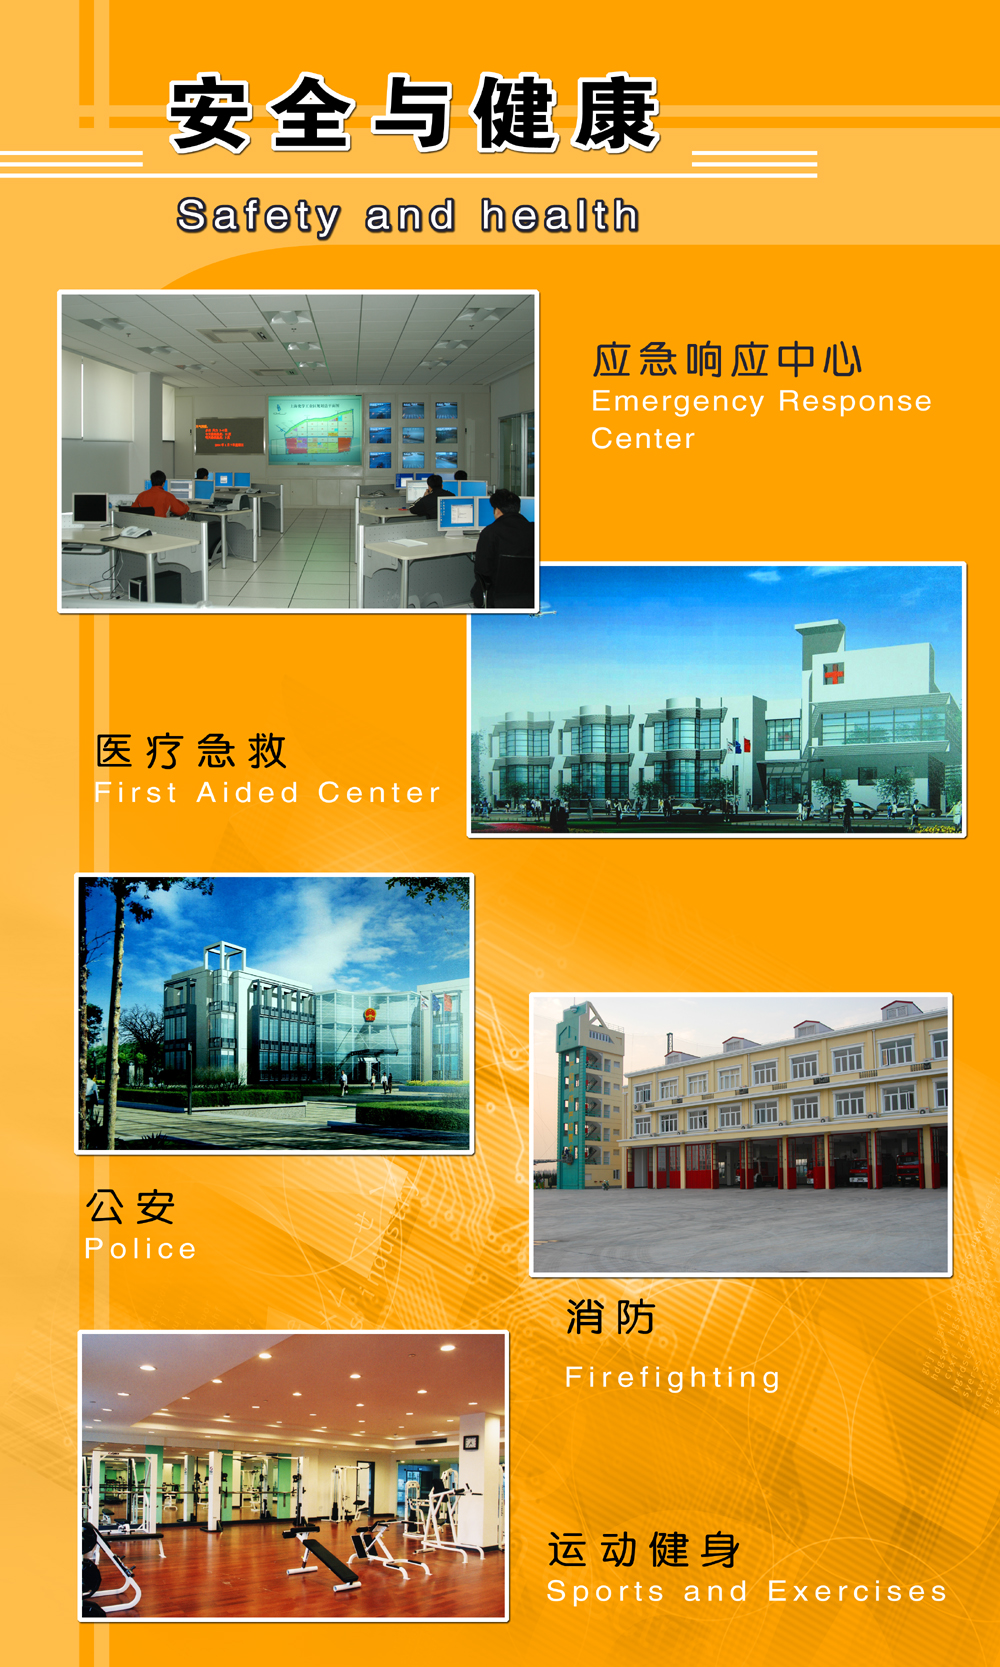 安全与健康
Safety and health
应急响应中心
Emergency Response
Center
医疗急救
First Aided Center
公安
Police
消防
Firefighting
运动健身
Sports and Exercises